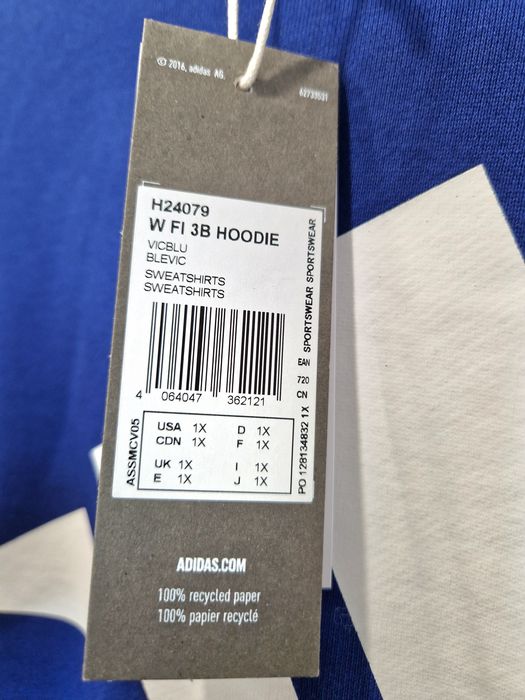 © 2016, adidas AG.
62733531
H24079
W FI 3B HOODIE
VICBLU
BLEVIC
SWEATSHIRTS
SWEATSHIRTS
SPORTSWEAR SPORTSWEAR
EAN
720
CN
4 064047 362121
ASSMCV05
USA 1X D 1X
CDN 1X F 1X
UK 1X I 1X
E 1X J 1X
PO 128134832 1X
ADIDAS.COM
100% recycled paper
100% papier recyclé